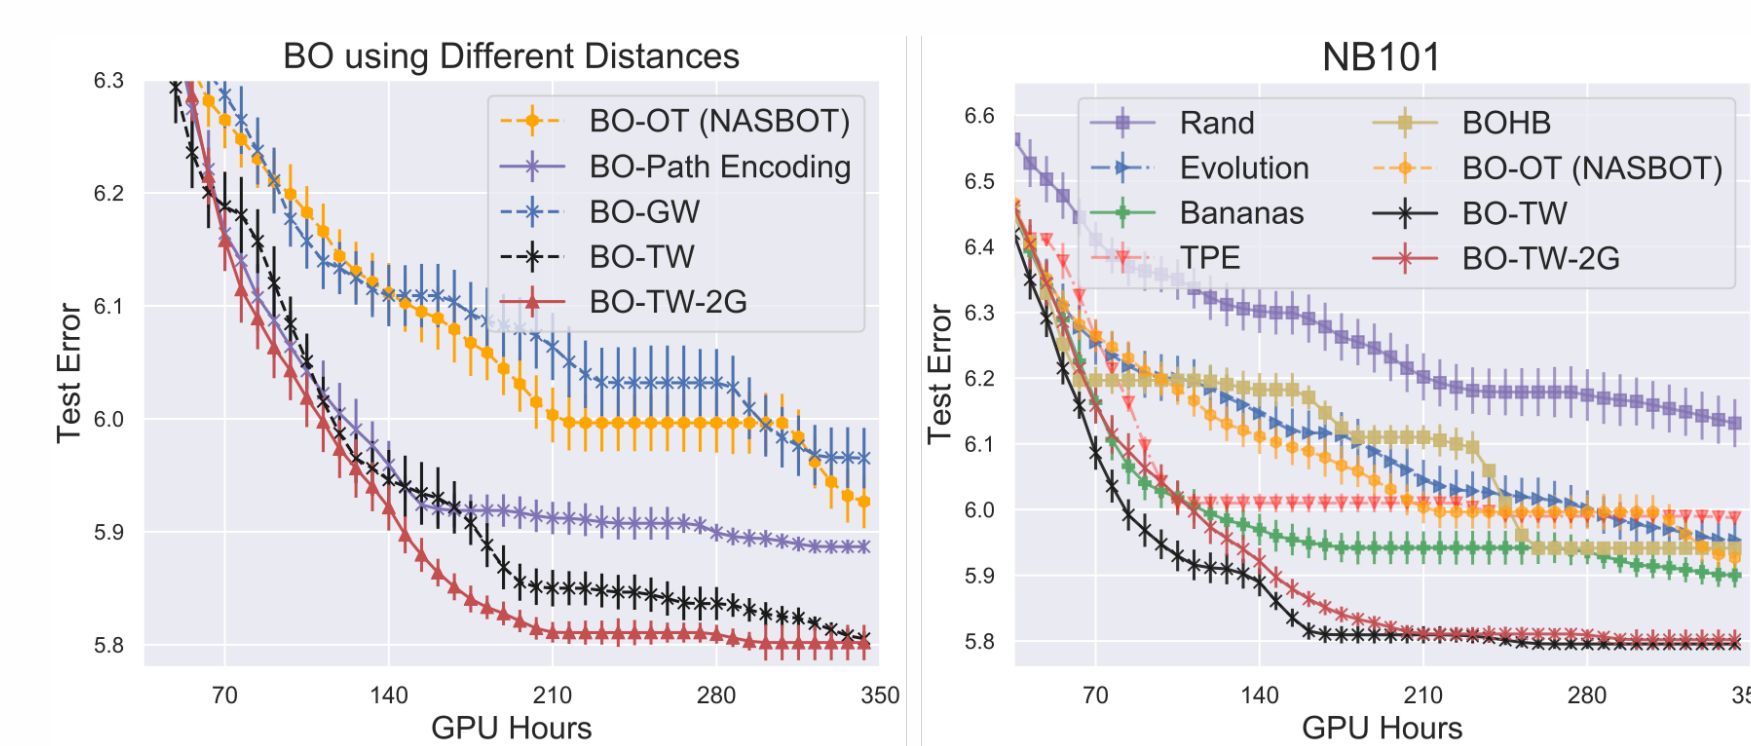 BO using Different Distances
6.3
6.2
6.1
6.0
5.9
5.8
Test Error
BO-OT (NASBOT)
BO-Path Encoding
BO-GW
BO-TW
BO-TW-2G
70 140 210 280 350
GPU Hours
NB101
6.6
6.5
6.4
6.3
6.2
6.1
6.0
5.9
5.8
Test Error
Rand BOHB
Evolution BO-OT (NASBOT)
Bananas BO-TW
TPE BO-TW-2G
70 140 210 280 35
GPU Hours